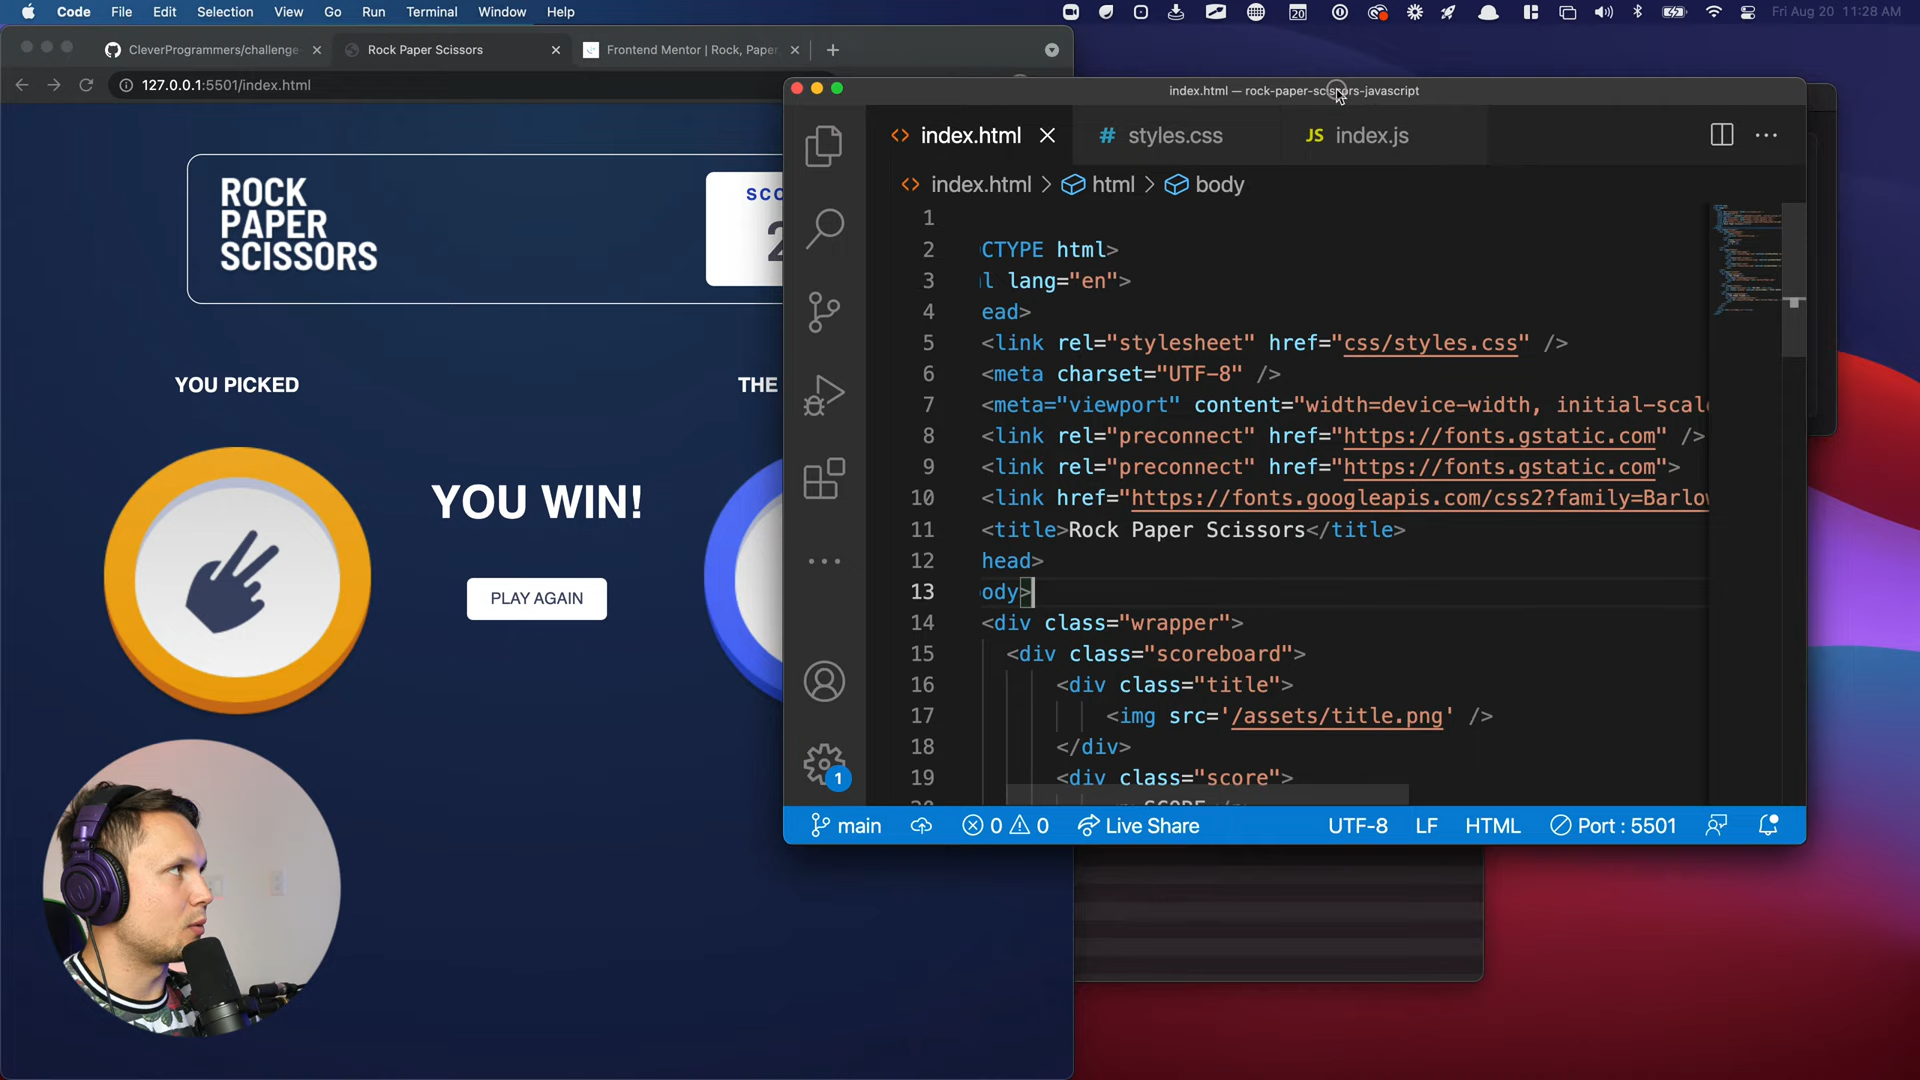 Code File Edit Selection View Go Run Terminal Window Help
20 Fri Aug 20 11:28 AM
CleverProgrammers/challenge- Rock Paper Scissors Frontend Mentor | Rock, Paper,
127.0.0.1:5501/index.html
ROCK
PAPER
SCISSORS
SCO
2
YOU PICKED
THE
YOU WIN!
PLAY AGAIN
index.html — rock-paper-scissors-javascript
index.html # styles.css JS index.js
index.html > html > body
1
2 CTYPE html>
3 l lang="en">
4 ead>
5 <link rel="stylesheet" href="css/styles.css" />
6 <meta charset="UTF-8" />
7 <meta="viewport" content="width=device-width, initial-scal
8 <link rel="preconnect" href="https://fonts.gstatic.com" />
9 <link rel="preconnect" href="https://fonts.gstatic.com">
10 <link href="https://fonts.googleapis.com/css2?family=Barlow
11 <title>Rock Paper Scissors</title>
12 head>
13 ody>
14 <div class="wrapper">
15 <div class="scoreboard">
16 <div class="title">
17 <img src='/assets/title.png' />
18 </div>
19 <div class="score">
1
main 0 0 Live Share UTF-8 LF HTML Port : 5501